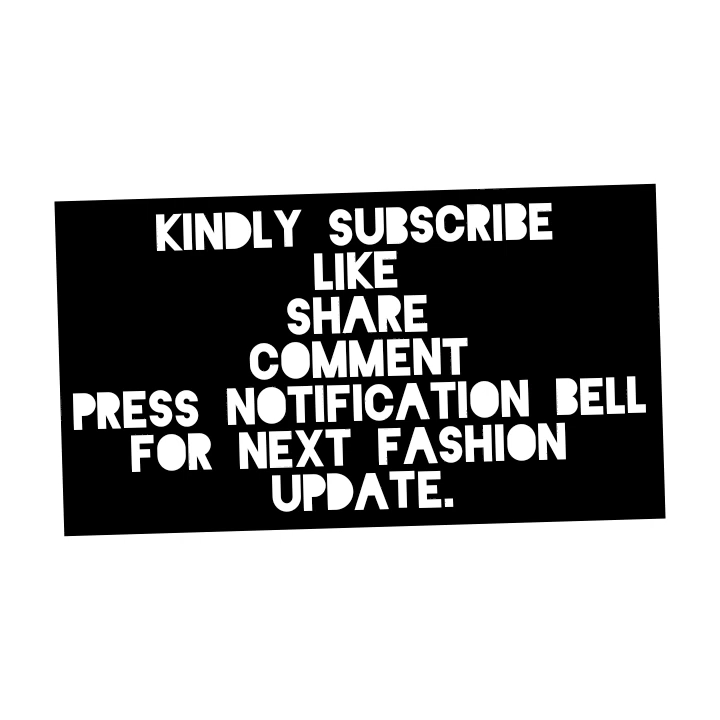 KINDLY SUBSCRIBE
LIKE
SHARE
COMMENT
PRESS NOTIFICATION BELL
FOR NEXT FASHION
UPDATE.